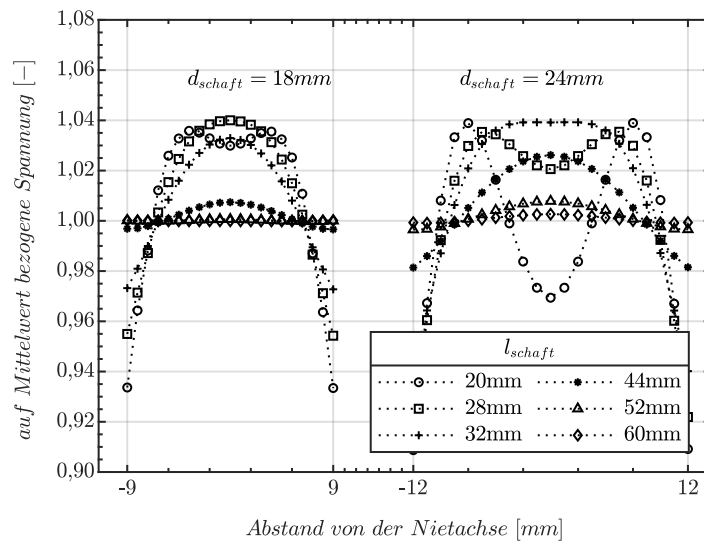 1,08
1,06
1,04
1,02
1,00
0,98
0,96
0,94
0,92
0,90
auf Mittelwert bezogene Spannung [−]
d_schaft = 18mm
d_schaft = 24mm
l_schaft
20mm 44mm
28mm 52mm
32mm 60mm
-9 9 -12 12
Abstand von der Nietachse [mm]